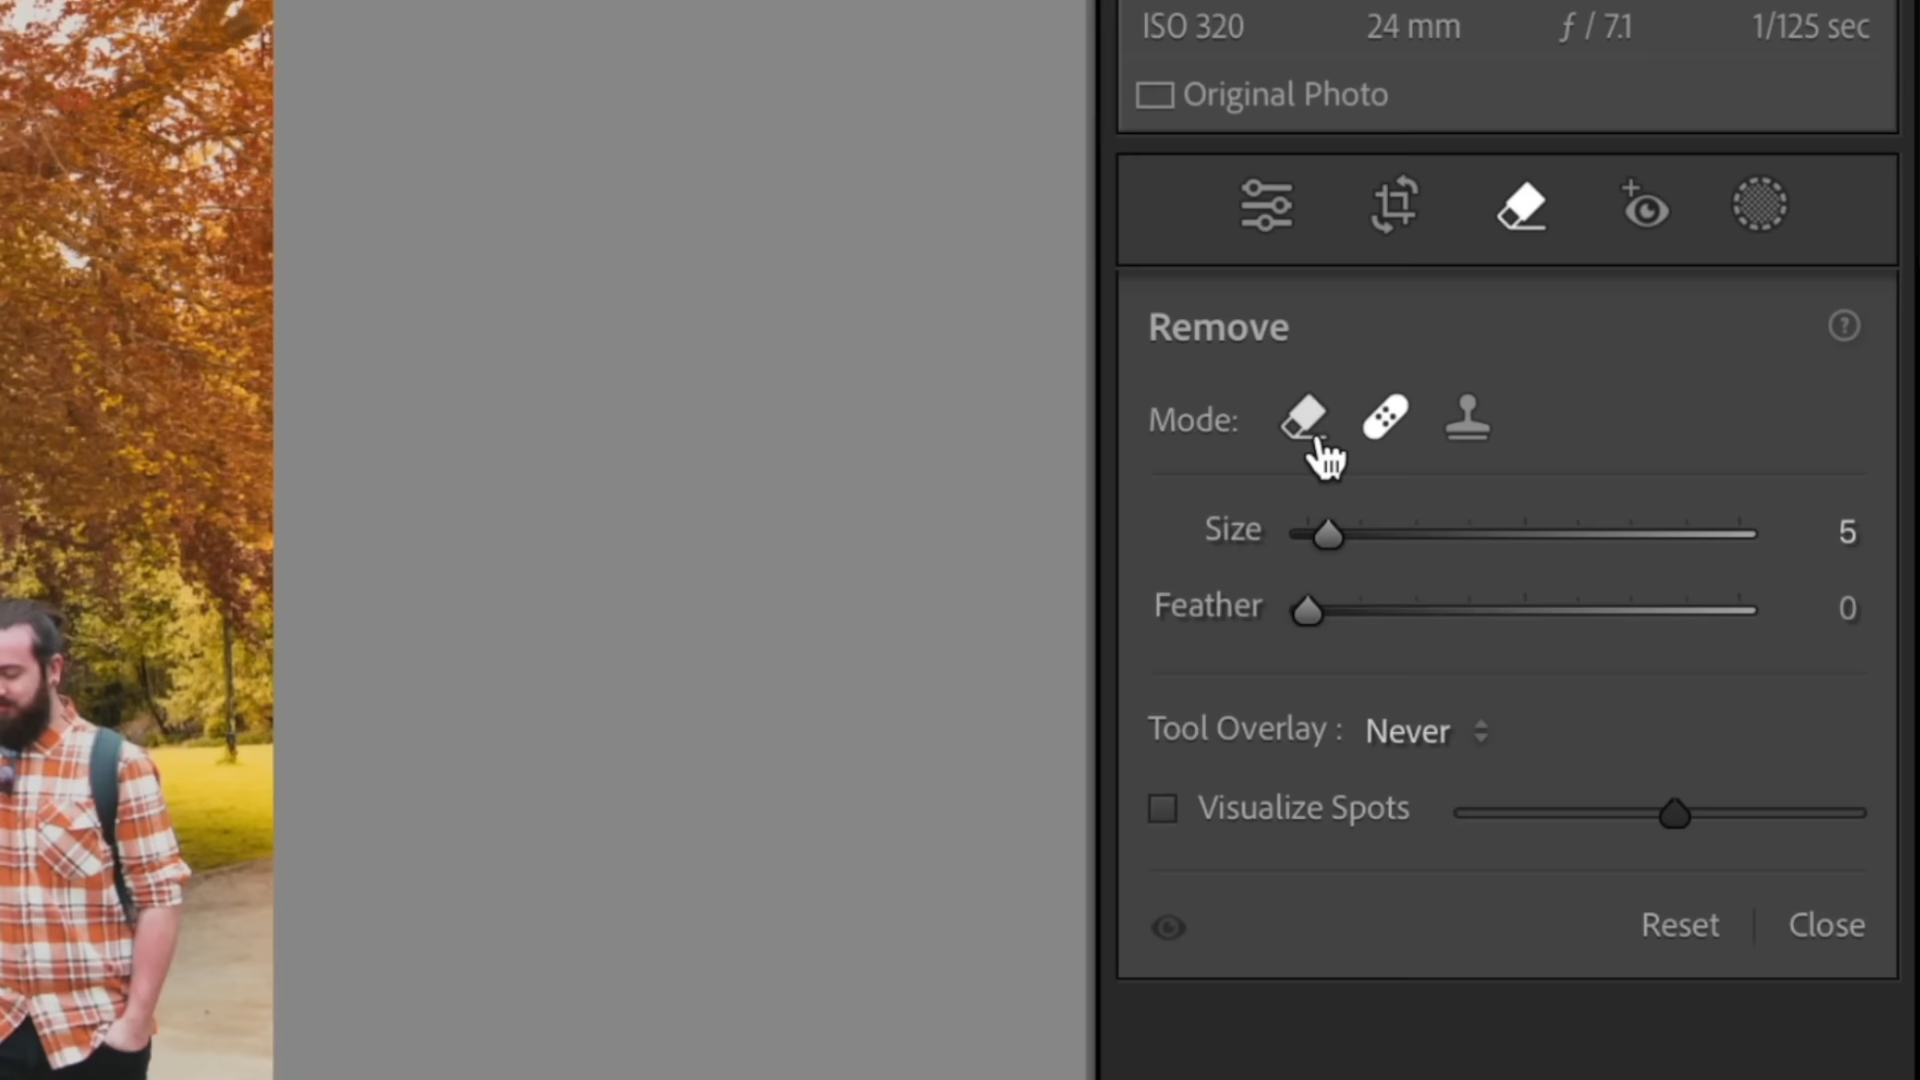 ISO 320 24 mm ƒ / 7.1 1/125 sec
Original Photo
Remove
Mode:
Size 5
Feather 0
Tool Overlay : Never
Visualize Spots
Reset Close